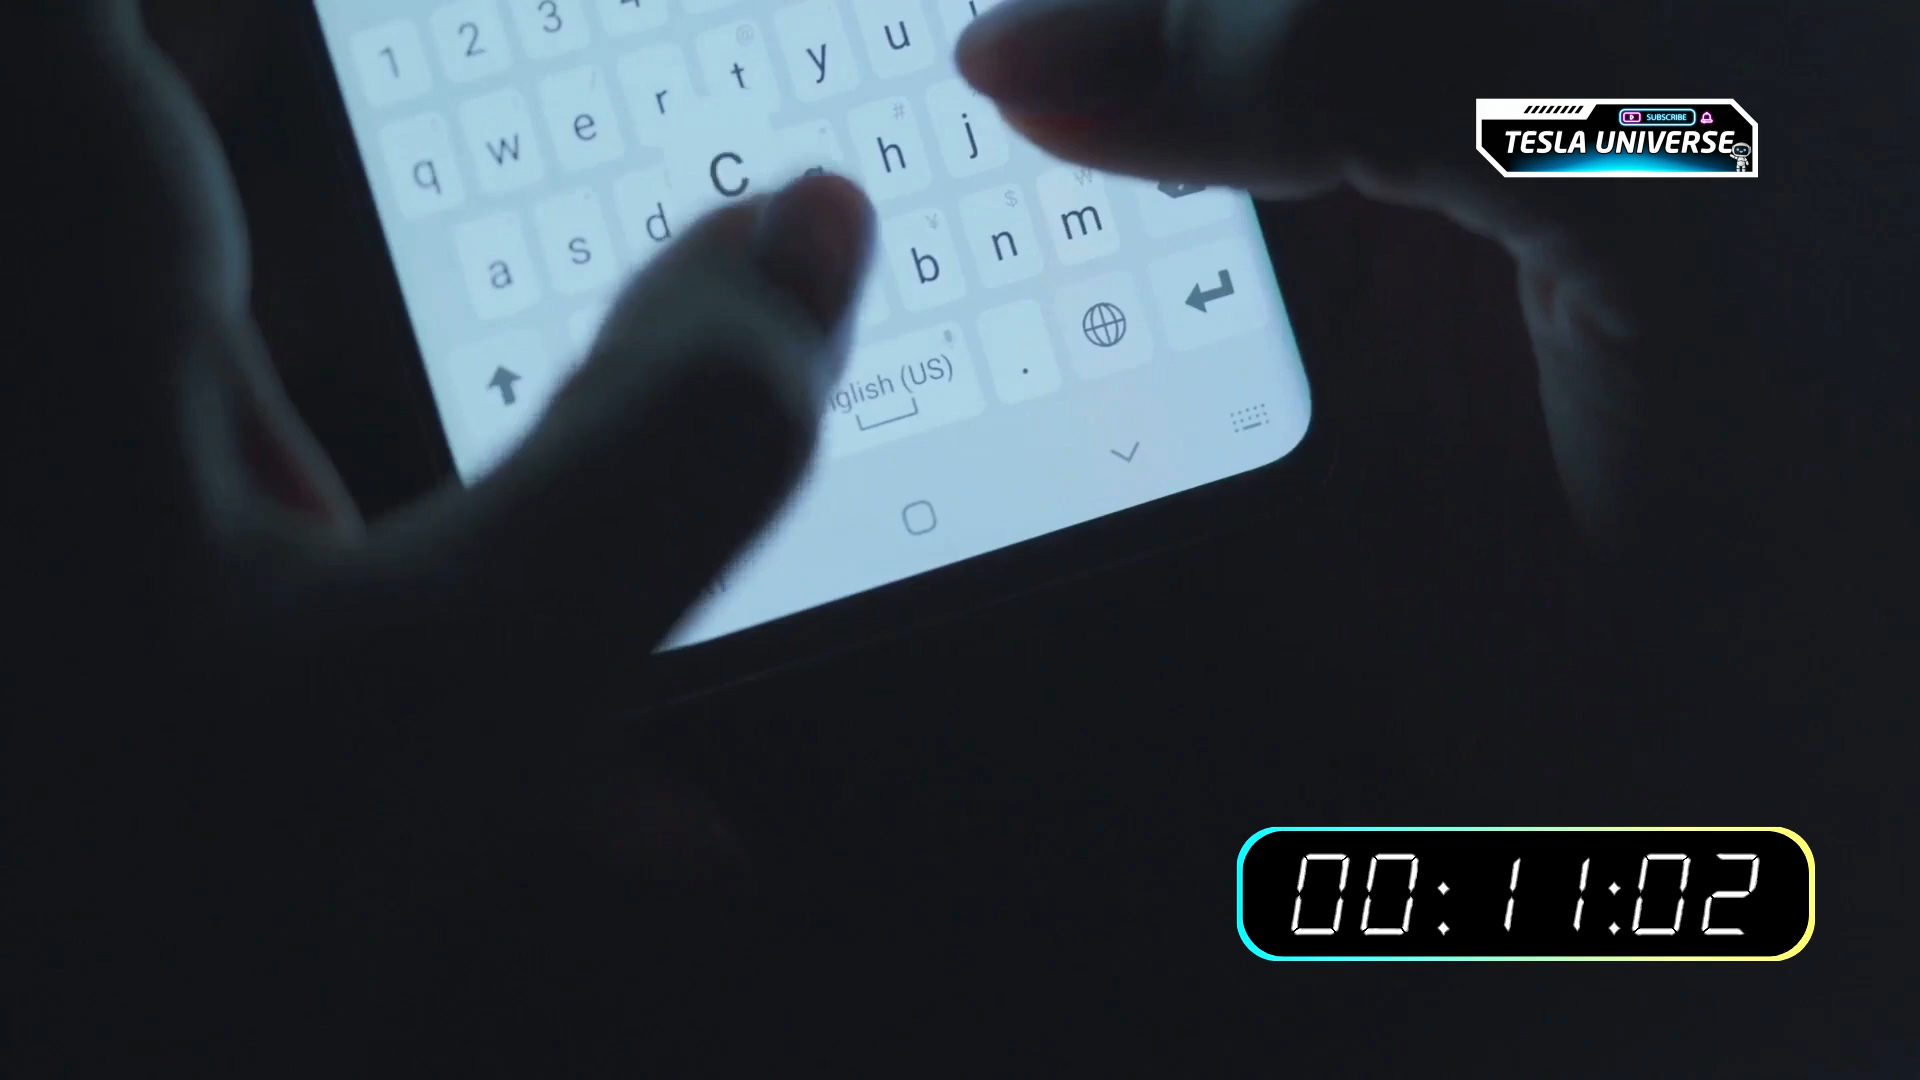 1 2 3
q w e r t y u
a s d C h j
b n m
nglish (US) .
SUBSCRIBE
TESLA UNIVERSE
00:11:02